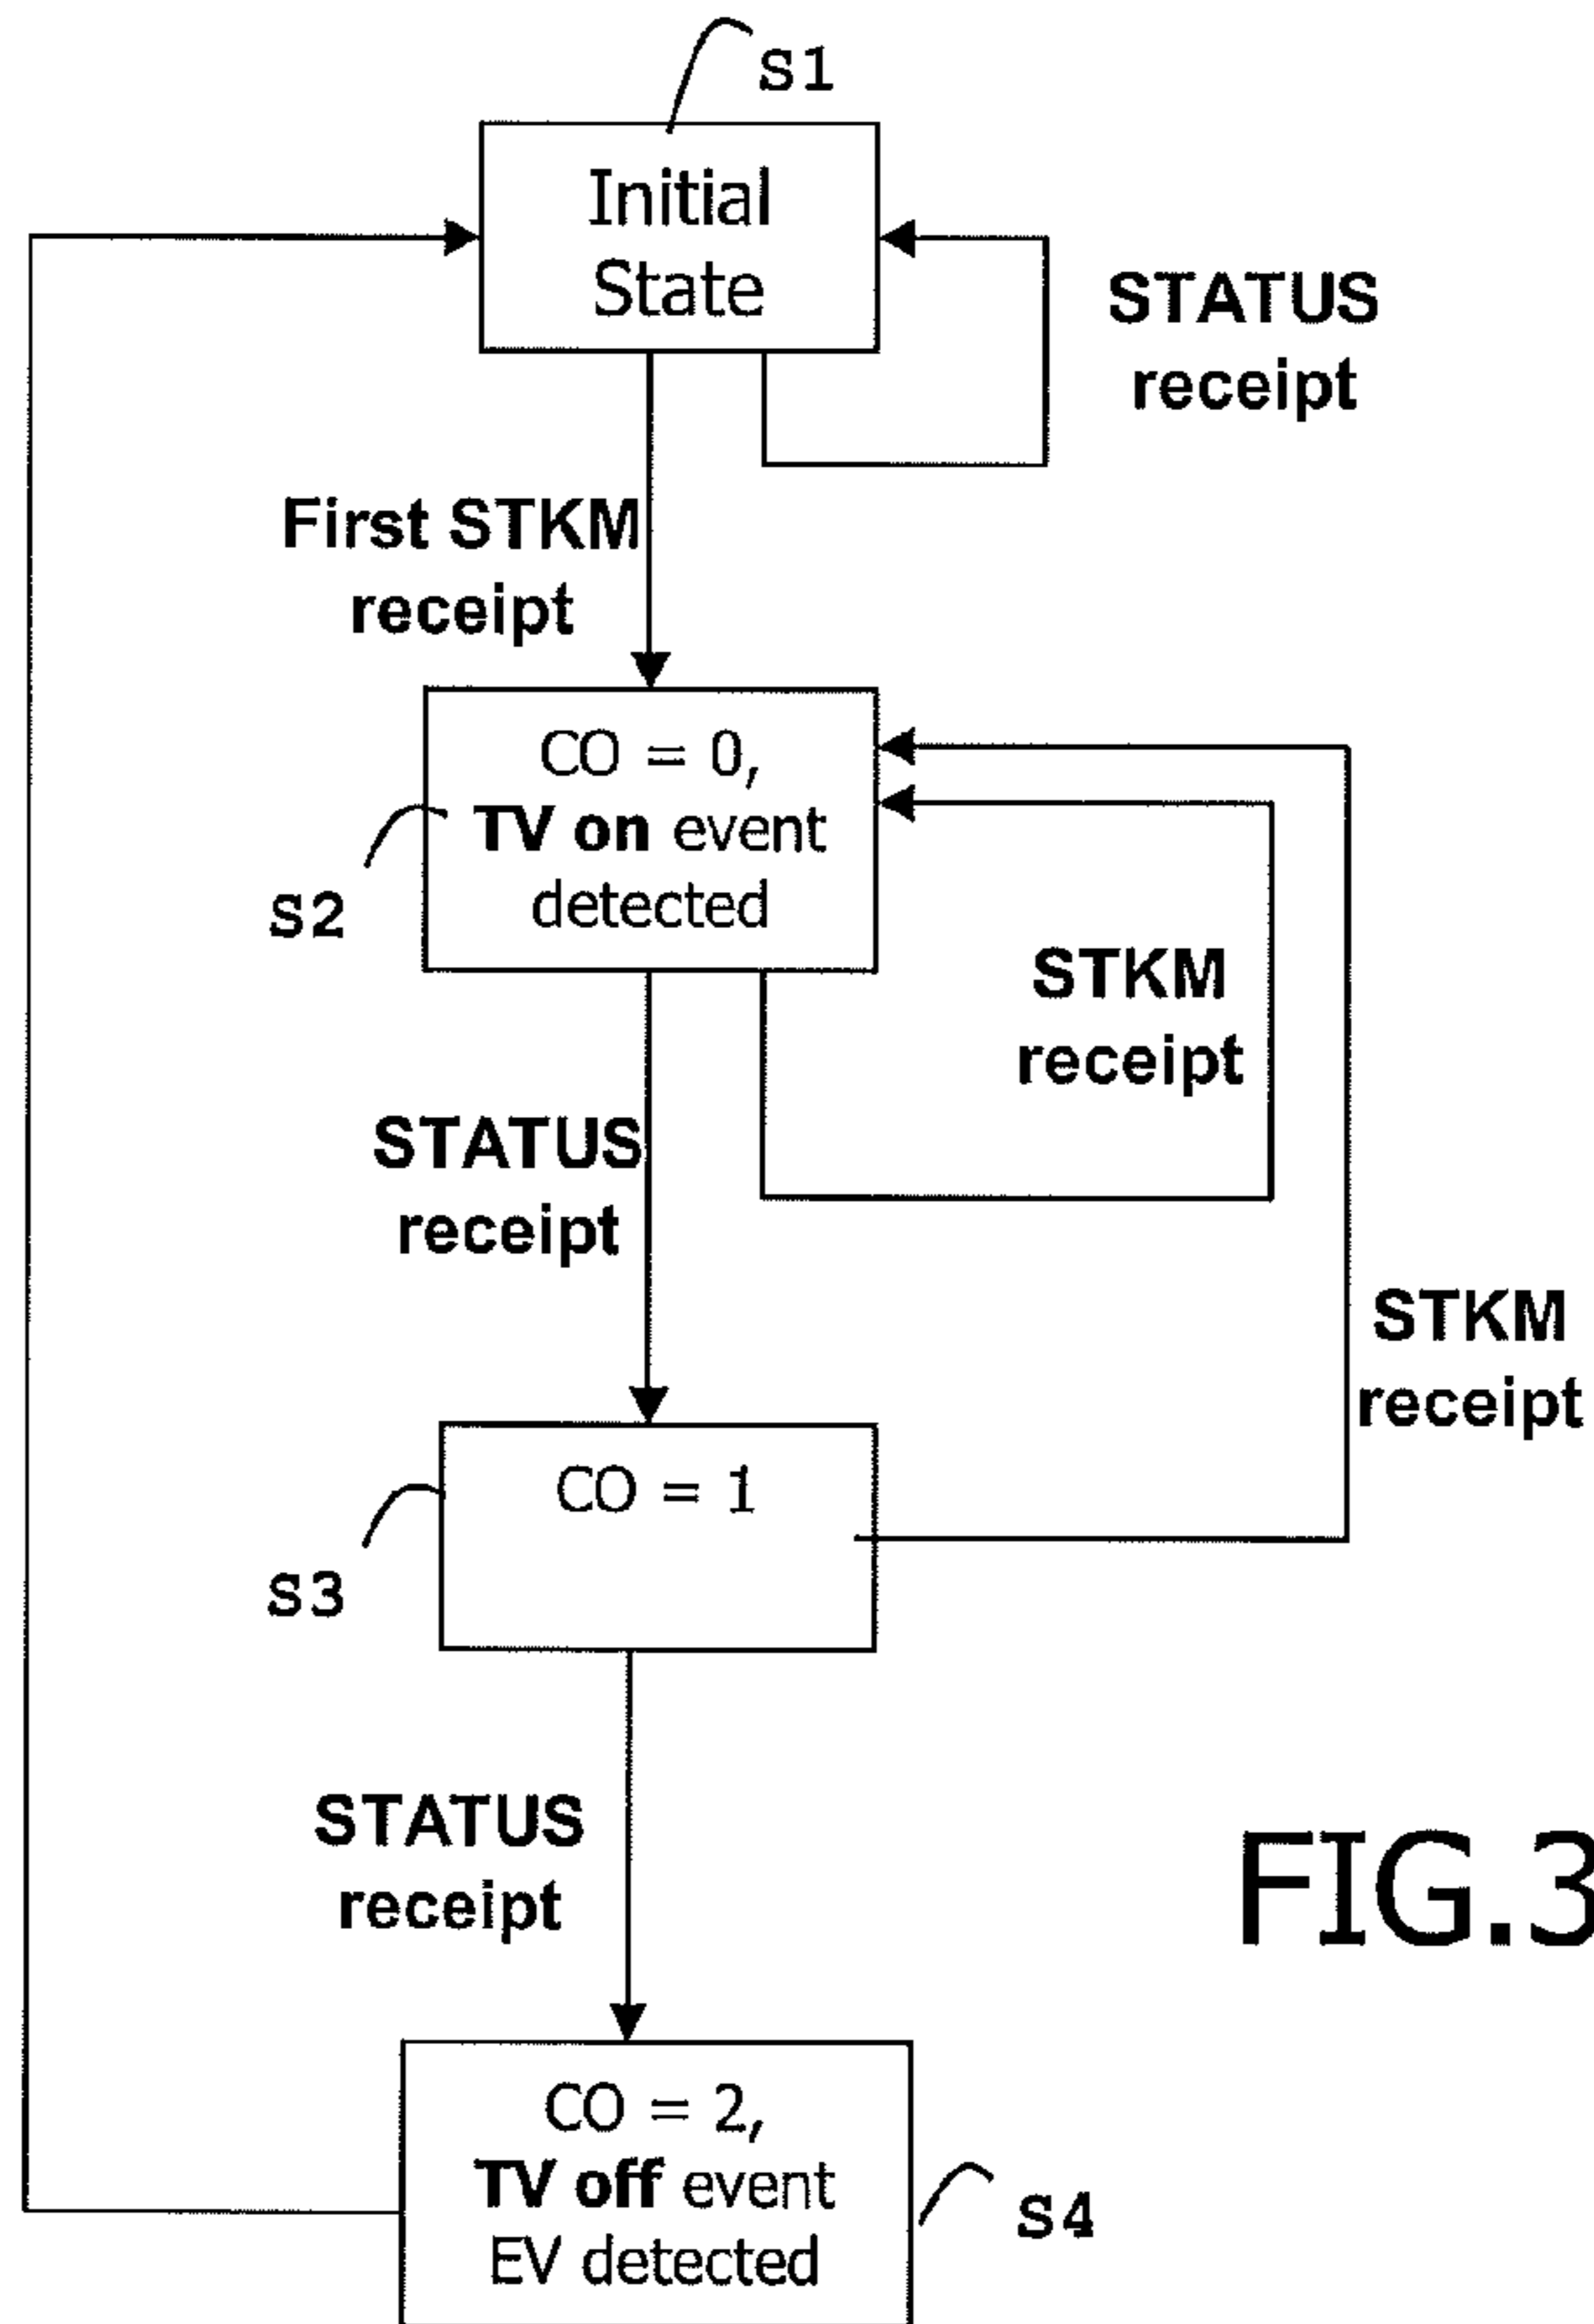 S1
Initial
State
STATUS
receipt
First STKM
receipt
CO = 0,
TV on event
detected
S2
STKM
receipt
STATUS
receipt
STKM
receipt
CO = 1
S3
STATUS
receipt
FIG.3
CO = 2,
TV off event
EV detected
S4